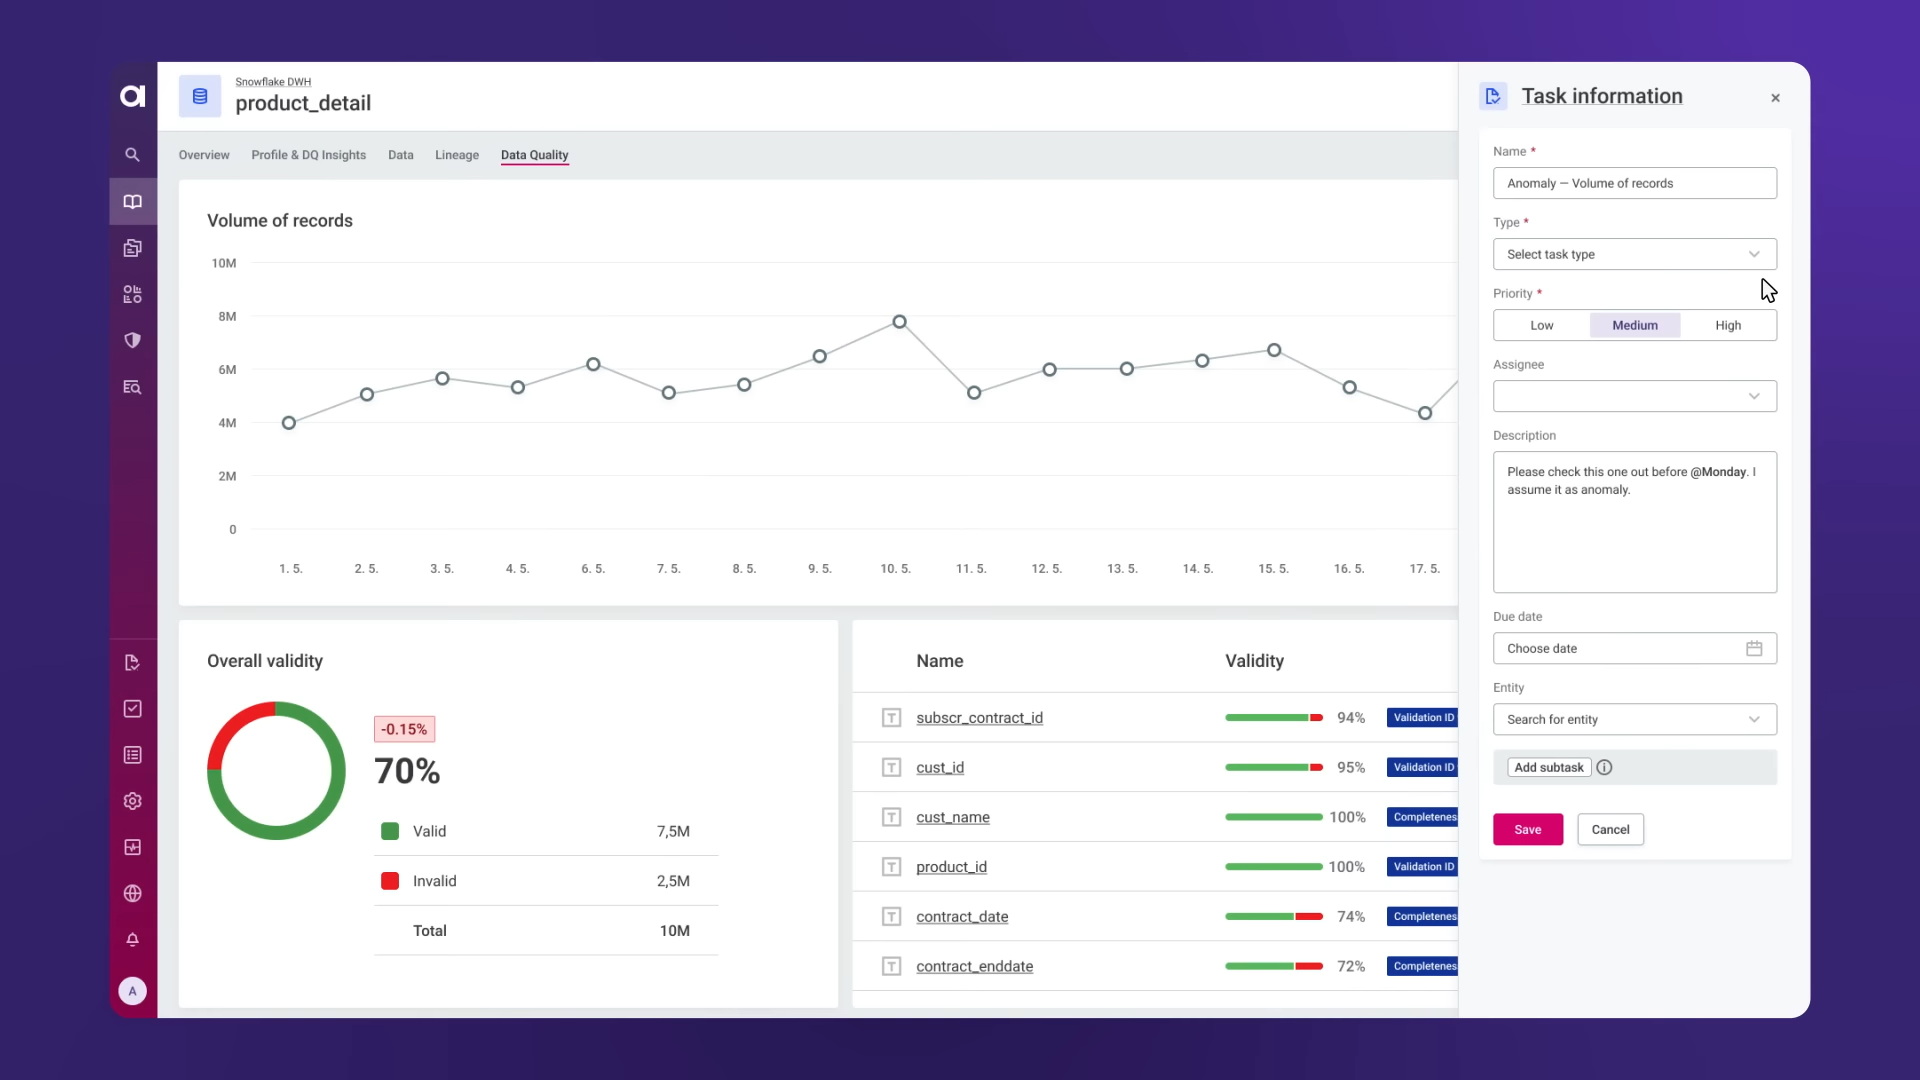 Snowflake DWH
product_detail
Overview Profile & DQ Insights Data Lineage Data Quality
Volume of records
10M
8M
6M
4M
2M
0
1. 5. 2. 5. 3. 5. 4. 5. 6. 5. 7. 5. 8. 5. 9. 5. 10. 5. 11. 5. 12. 5. 13. 5. 14. 5. 15. 5. 16. 5. 17. 5.
Overall validity
-0.15%
70%
Valid 7,5M
Invalid 2,5M
Total 10M
Name Validity
T subscr_contract_id 94% Validation ID
T cust_id 95% Validation ID
T cust_name 100% Completenes
T product_id 100% Validation ID
T contract_date 74% Completenes
T contract_enddate 72% Completenes
A
Task information
Name *
Anomaly – Volume of records
Type *
Select task type
Priority *
Low Medium High
Assignee
Description
Please check this one out before @Monday. I
assume it as anomaly.
Due date
Choose date
Entity
Search for entity
Add subtask
Save Cancel